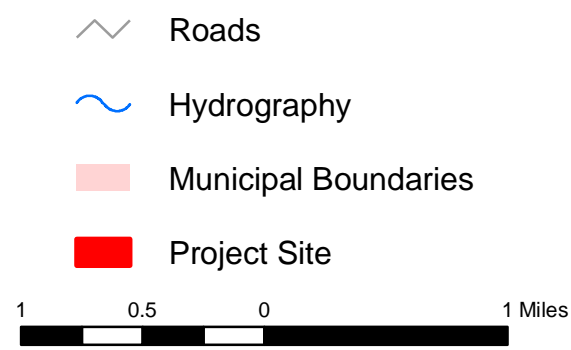 Roads
Hydrography
Municipal Boundaries
Project Site
1 0.5 0 1 Miles